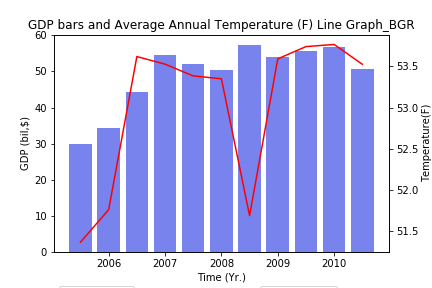 GDP bars and Average Annual Temperature (F) Line Graph_BGR
60
50
40
30
20
10
0
GDP (bil,$)
53.5
53.0
52.5
52.0
51.5
Temperature(F)
2006 2007 2008 2009 2010
Time (Yr.)